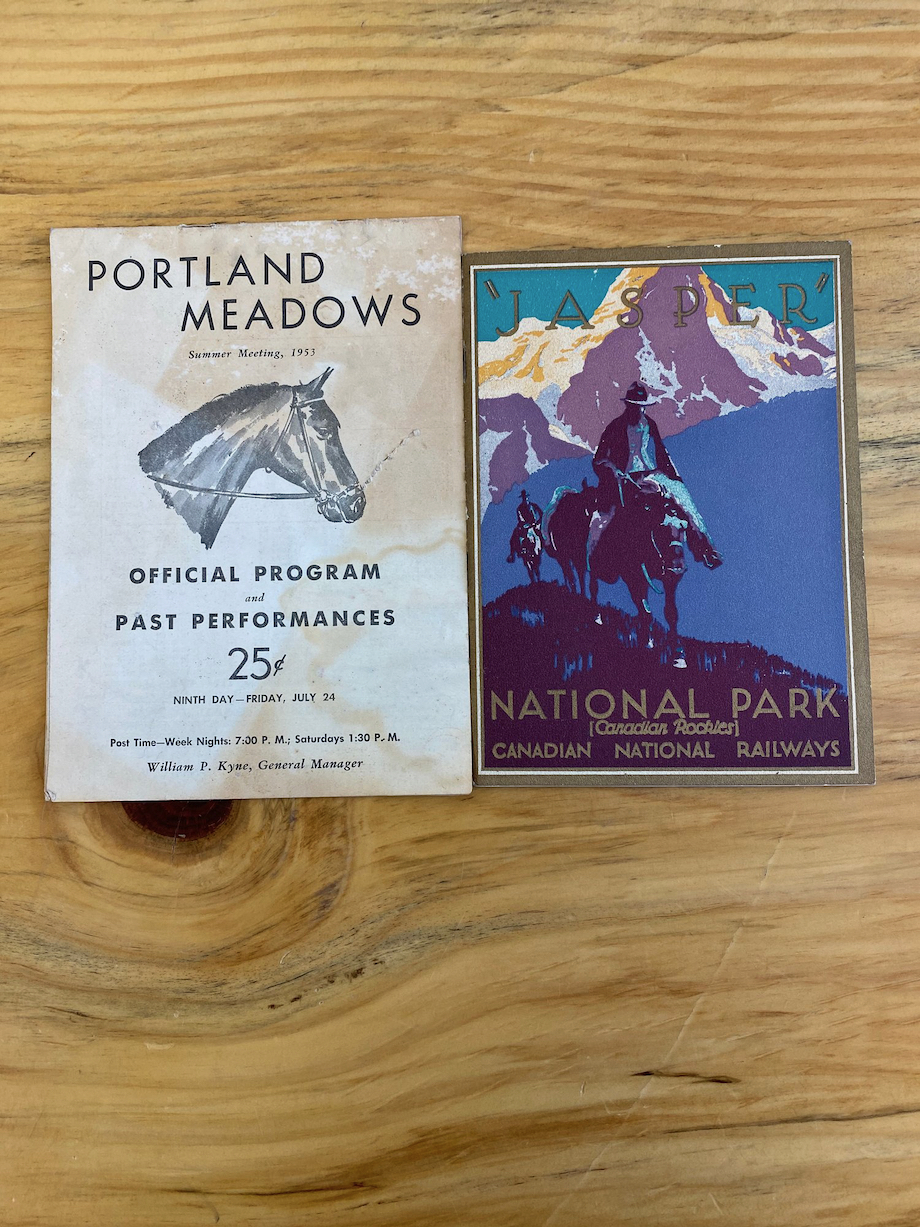 PORTLAND
MEADOWS
Summer Meeting, 1953
OFFICIAL PROGRAM
and
PAST PERFORMANCES
25¢
NINTH DAY—FRIDAY, JULY 24
Post Time—Week Nights: 7:00 P. M.; Saturdays 1:30 P. M.
William P. Kyne, General Manager
'JASPER'
NATIONAL PARK
[Canadian Rockies]
CANADIAN NATIONAL RAILWAYS